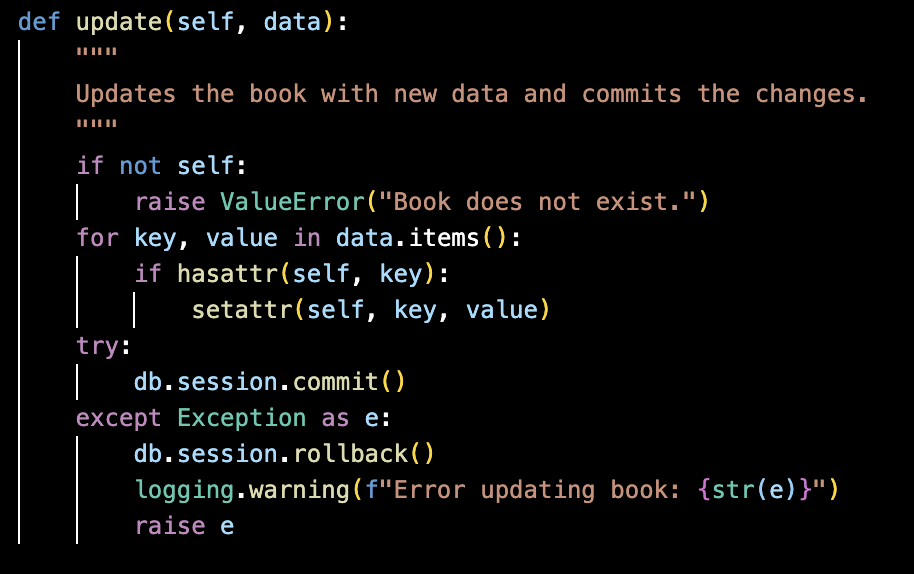 def update(self, data):
    """
    Updates the book with new data and commits the changes.
    """
    if not self:
        raise ValueError("Book does not exist.")
    for key, value in data.items():
        if hasattr(self, key):
            setattr(self, key, value)
    try:
        db.session.commit()
    except Exception as e:
        db.session.rollback()
        logging.warning(f"Error updating book: {str(e)}")
        raise e